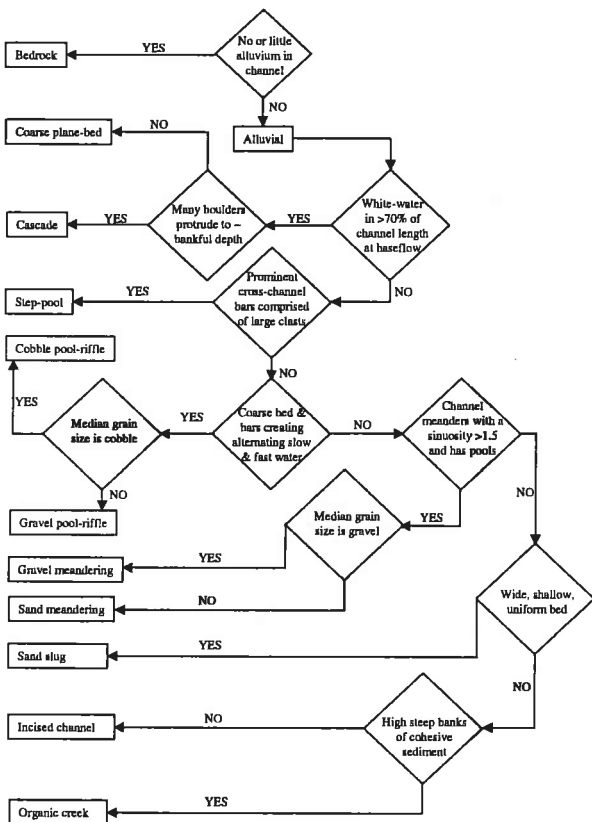 No or little
alluvium in
channel
YES
Bedrock
NO
Coarse plane-bed
NO
Alluvial
White-water
in >70% of
channel length
at baseflow
Many boulders
protrude to ~
bankful depth
YES
YES
Cascade
NO
Prominent
cross-channel
bars comprised
of large clasts
YES
Step-pool
Cobble pool-riffle
NO
YES
Median grain
size is cobble
YES
Coarse bed &
bars creating
alternating slow
& fast water
NO
Channel
meanders with a
sinuosity >1.5
and has pools
NO
NO
Gravel pool-riffle
Median grain
size is gravel
YES
YES
Gravel meandering
NO
Sand meandering
Wide, shallow,
uniform bed
YES
Sand slug
NO
High steep banks
of cohesive
sediment
NO
Incised channel
YES
Organic creek